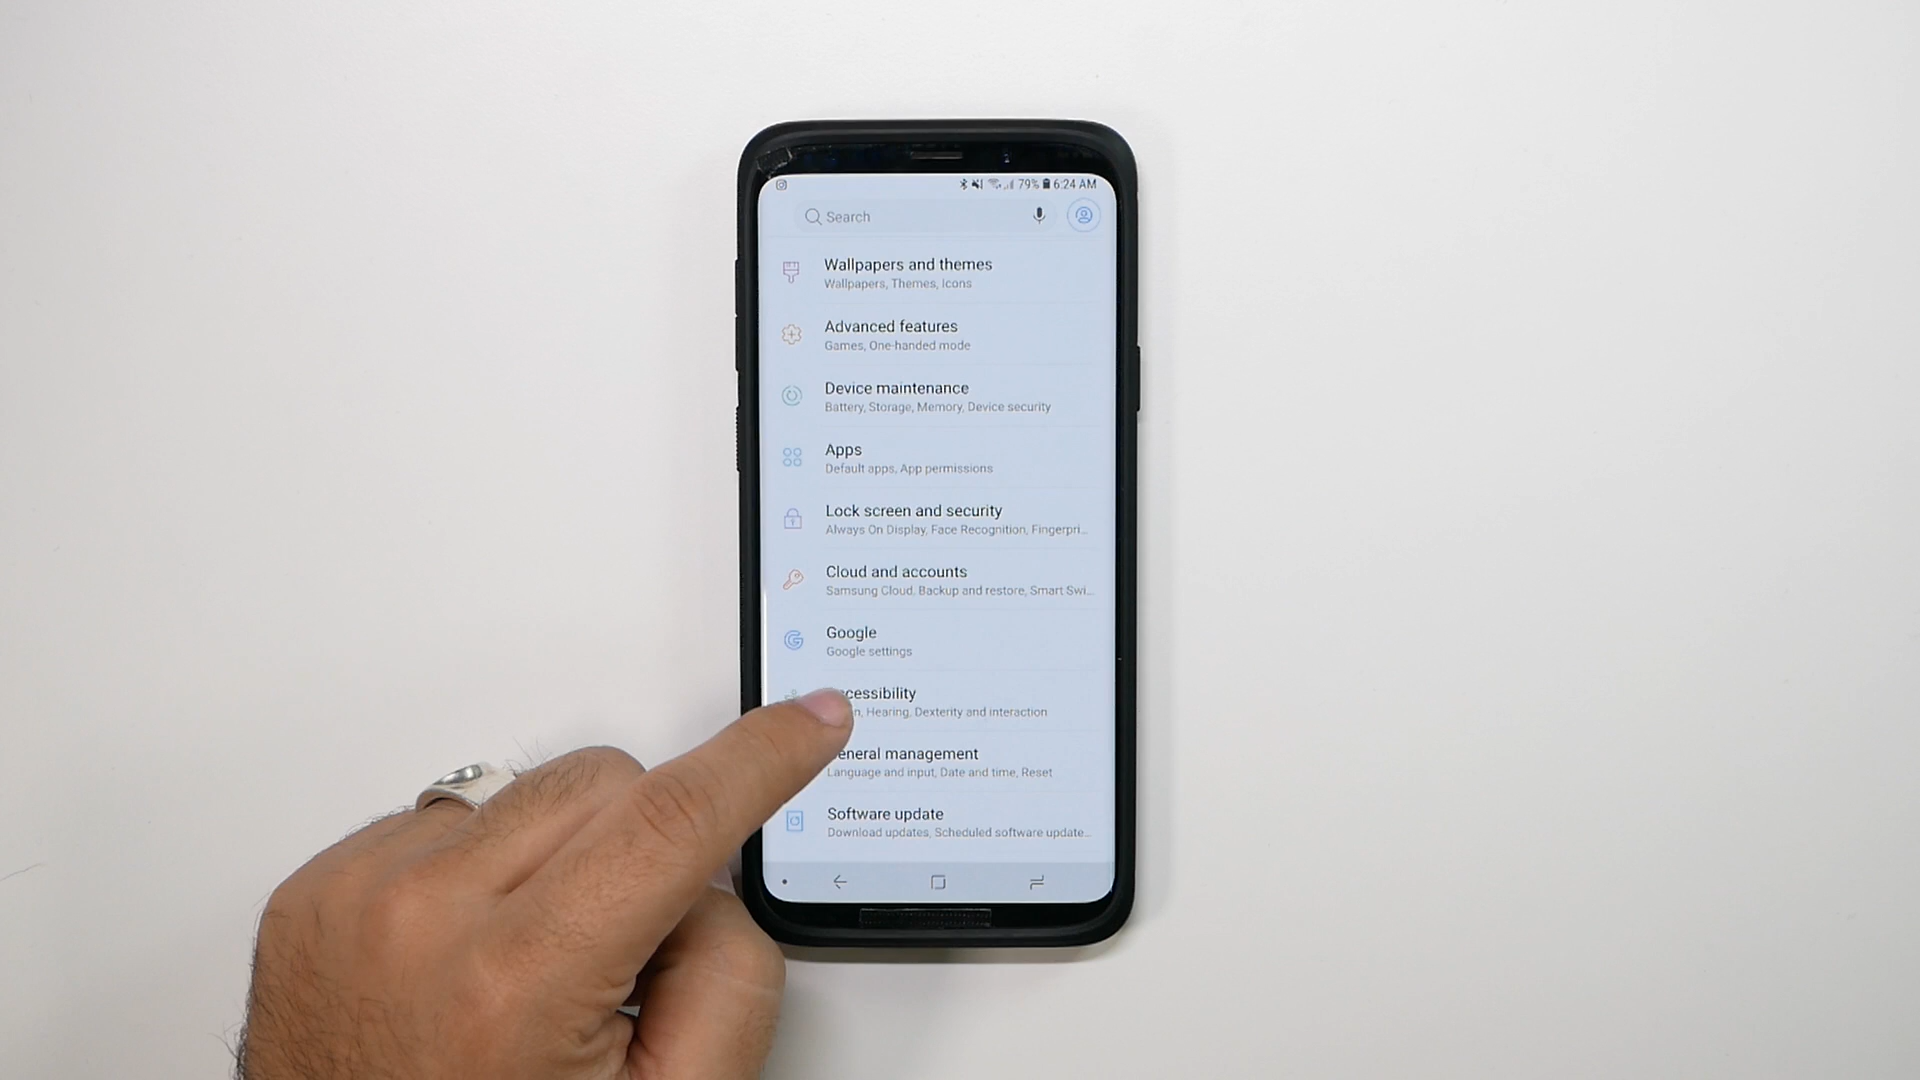 79% 6:24 AM
Search
Wallpapers and themes
Wallpapers, Themes, Icons
Advanced features
Games, One-handed mode
Device maintenance
Battery, Storage, Memory, Device security
Apps
Default apps, App permissions
Lock screen and security
Always On Display, Face Recognition, Fingerpri...
Cloud and accounts
Samsung Cloud, Backup and restore, Smart Swi...
Google
Google settings
ccessibility
n, Hearing, Dexterity and interaction
eneral management
Language and input, Date and time, Reset
Software update
Download updates, Scheduled software update...